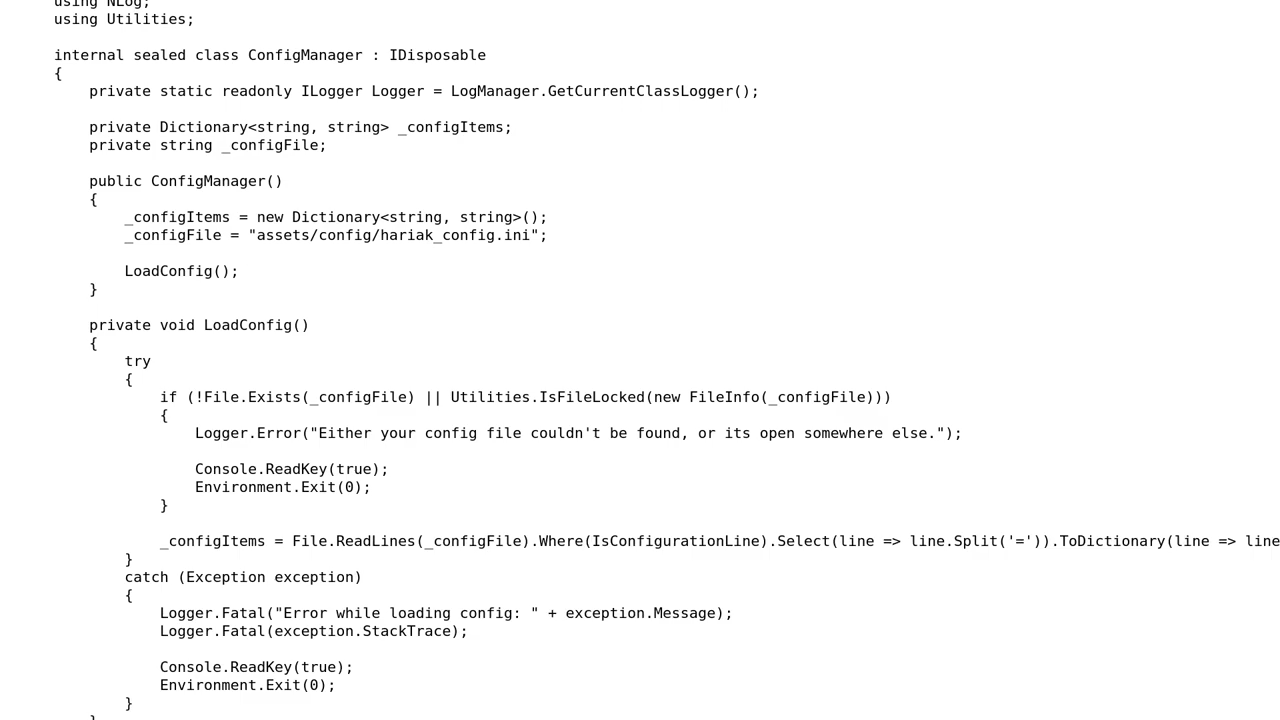 using NLog;
using Utilities;

internal sealed class ConfigManager : IDisposable
{
    private static readonly ILogger Logger = LogManager.GetCurrentClassLogger();

    private Dictionary<string, string> _configItems;
    private string _configFile;

    public ConfigManager()
    {
        _configItems = new Dictionary<string, string>();
        _configFile = "assets/config/hariak_config.ini";

        LoadConfig();
    }

    private void LoadConfig()
    {
        try
        {
            if (!File.Exists(_configFile) || Utilities.IsFileLocked(new FileInfo(_configFile)))
            {
                Logger.Error("Either your config file couldn't be found, or its open somewhere else.");

                Console.ReadKey(true);
                Environment.Exit(0);
            }

            _configItems = File.ReadLines(_configFile).Where(IsConfigurationLine).Select(line => line.Split('=')).ToDictionary(line => line
        }
        catch (Exception exception)
        {
            Logger.Fatal("Error while loading config: " + exception.Message);
            Logger.Fatal(exception.StackTrace);

            Console.ReadKey(true);
            Environment.Exit(0);
        }
    }